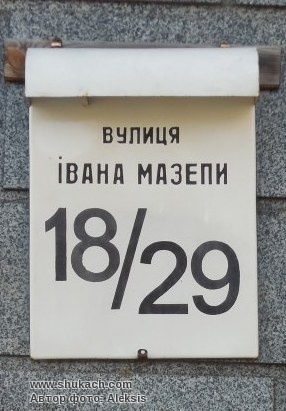 ВУЛИЦЯ
ІВАНА МАЗЕПИ
18/29
www.shukach.com
Автор фото: Aleksis